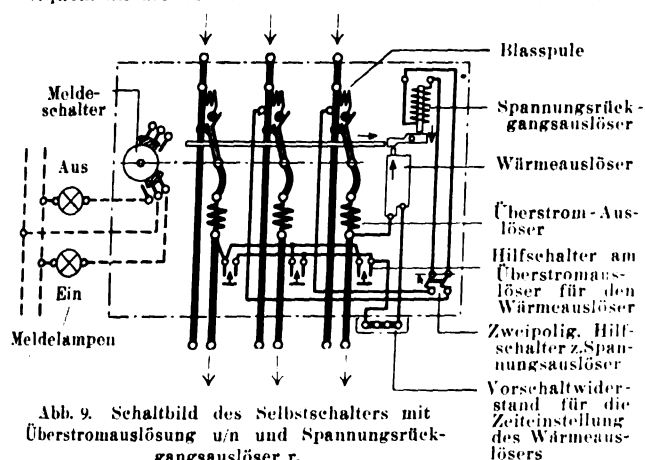 Blasspule
Melde-
schalter
Spannungsrück-
gangsauslöser
Aus
Wärmeauslöser
Überstrom-Aus-
löser
Hilfschalter am
Überstromaus-
löser für den
Wärmeauslöser
Ein
Meldelampen
Zweipolig. Hilf-
schalter z.Span-
nungsauslöser
Vorschaltwider-
stand für die
Zeiteinstellung
des Wärmeaus-
lösers
Abb. 9. Schaltbild des Selbstschalters mit
Überstromauslösung u/n und Spannungsrück-
gangsauslöser r.